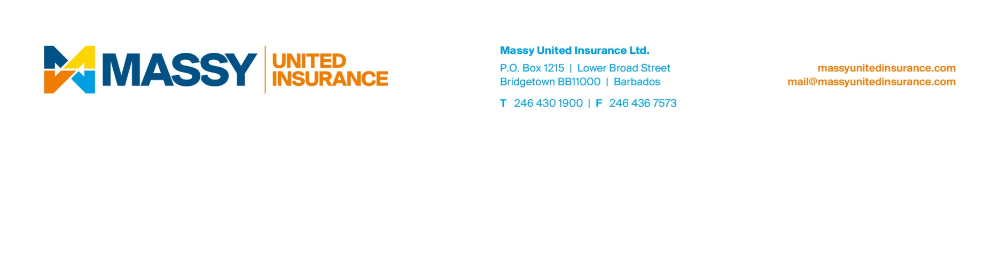 MASSY
UNITED
INSURANCE
Massy United Insurance Ltd.
P.O. Box 1215 | Lower Broad Street
Bridgetown BB11000 | Barbados
T 246 430 1900 | F 246 436 7573
massyunitedinsurance.com
mail@massyunitedinsurance.com